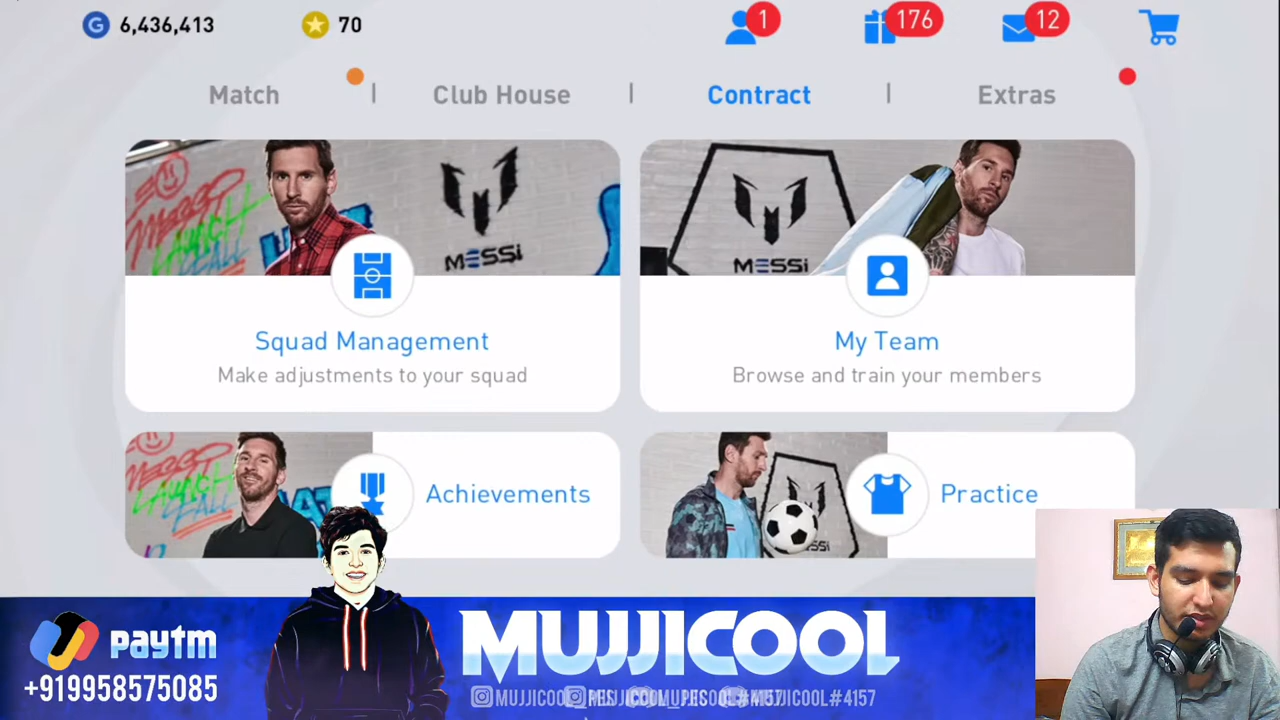 6,436,413
70
1
176
12
Match
Club House
Contract
Extras
MESSI
MESSI
Squad Management
Make adjustments to your squad
My Team
Browse and train your members
Achievements
Practice
paytm
+919958575085
MUJJICOOL